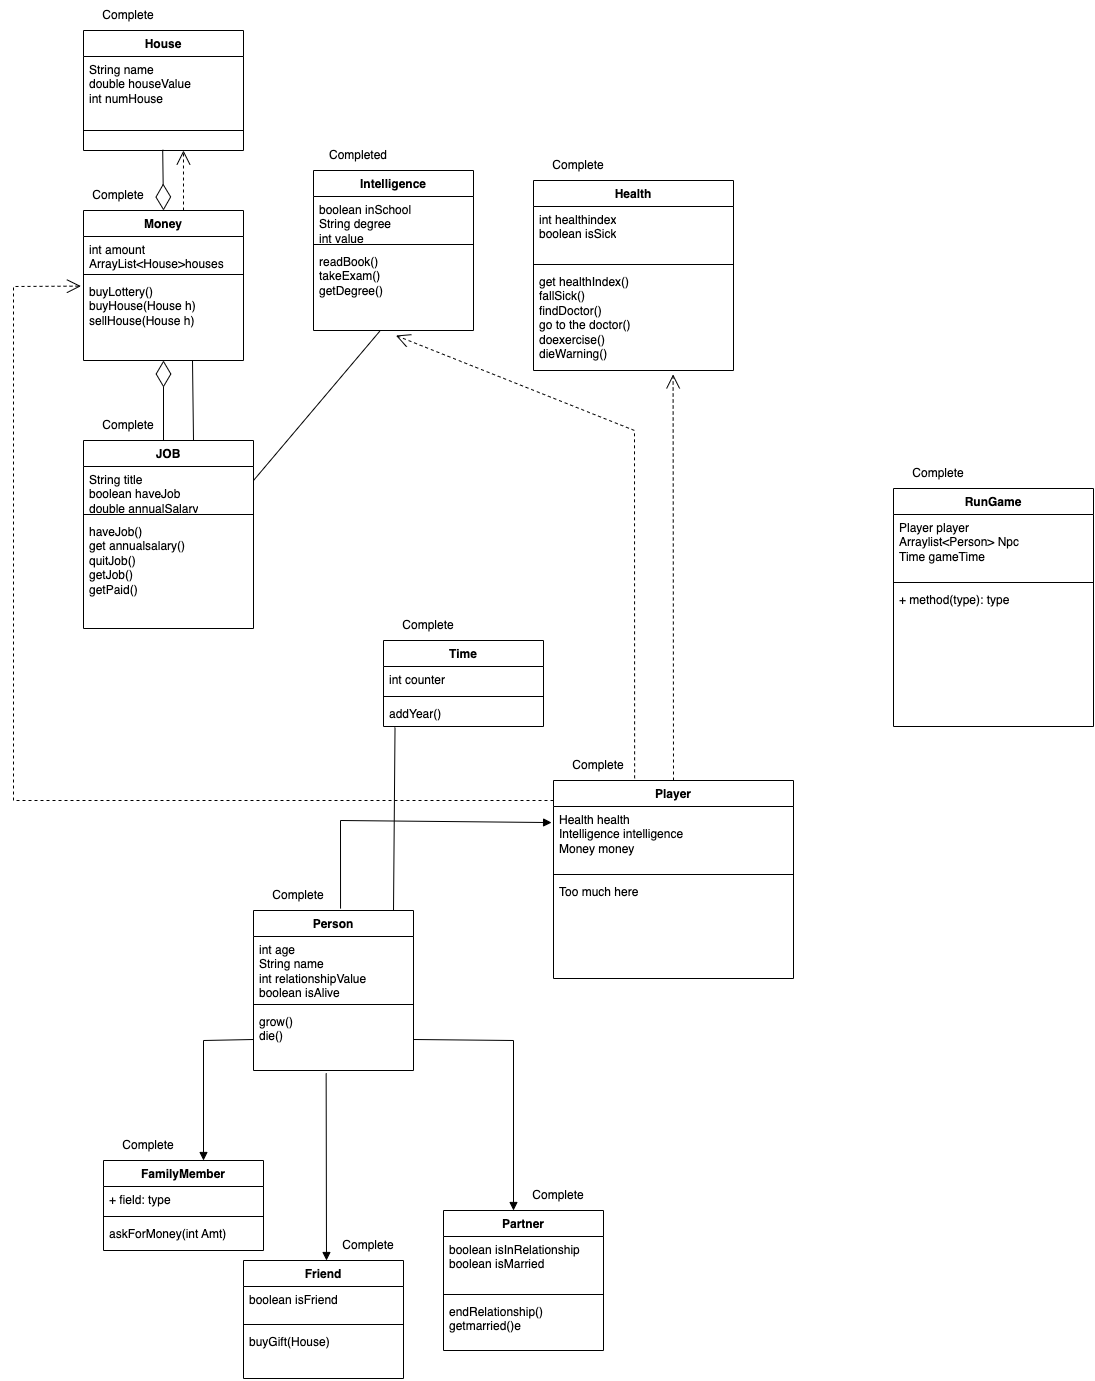 Complete
House
String name
double houseValue
int numHouse
Completed
Intelligence
boolean inSchool
String degree
int value
readBook()
takeExam()
getDegree()
Complete
Health
int healthindex
boolean isSick
get healthIndex()
fallSick()
findDoctor()
go to the doctor()
doexercise()
dieWarning()
Complete
Money
int amount
ArrayList<House>houses
buyLottery()
buyHouse(House h)
sellHouse(House h)
Complete
JOB
String title
boolean haveJob
double annualSalary
haveJob()
get annualsalary()
quitJob()
getJob()
getPaid()
Complete
RunGame
Player player
Arraylist<Person> Npc
Time gameTime
+ method(type): type
Complete
Time
int counter
addYear()
Complete
Player
Health health
Intelligence intelligence
Money money
Too much here
Complete
Person
int age
String name
int relationshipValue
boolean isAlive
grow()
die()
Complete
FamilyMember
+ field: type
askForMoney(int Amt)
Complete
Friend
boolean isFriend
buyGift(House)
Complete
Partner
boolean isInRelationship
boolean isMarried
endRelationship()
getmarried()e